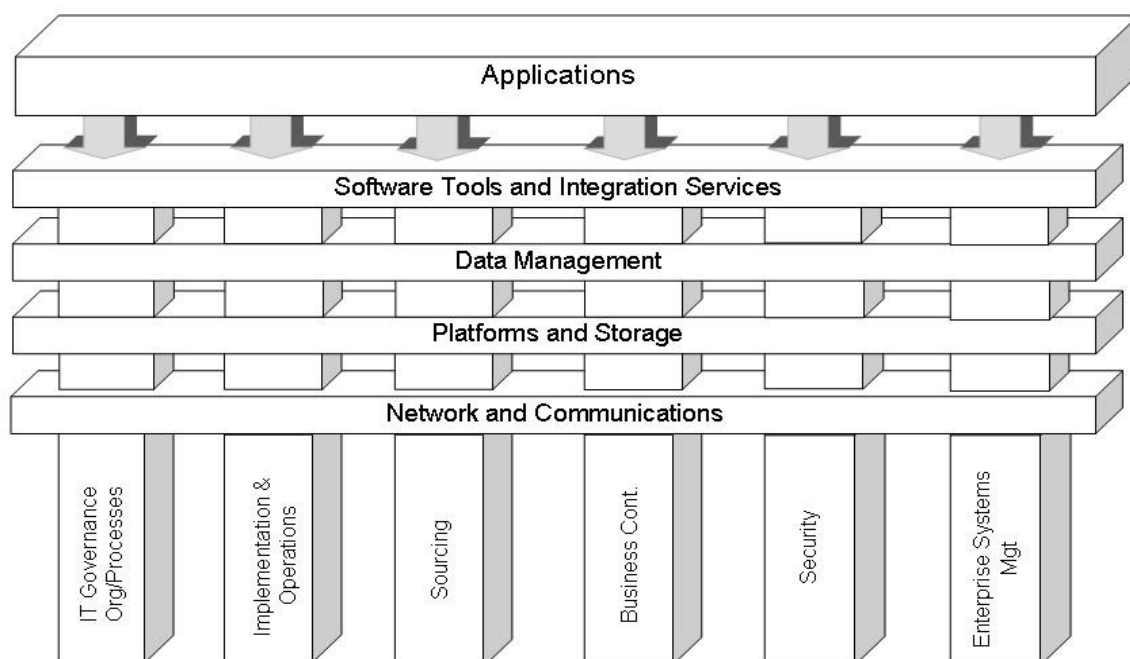 Applications
Software Tools and Integration Services
Data Management
Platforms and Storage
Network and Communications
IT Governance
Org/Processes
Implementation &
Operations
Sourcing
Business Cont.
Security
Enterprise Systems
Mgt